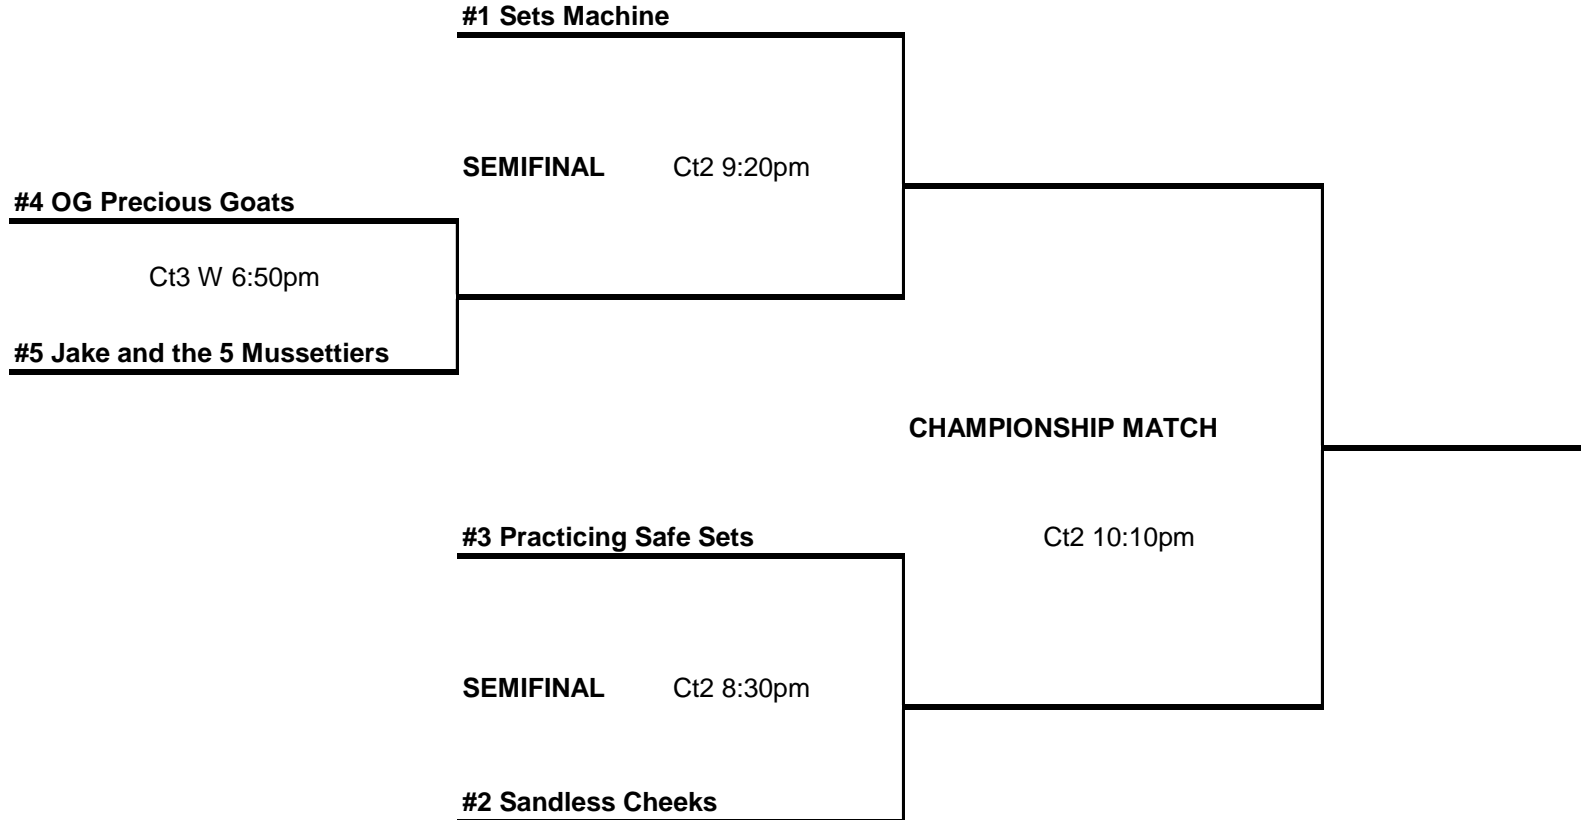 #1 Sets Machine
SEMIFINAL Ct2 9:20pm
#4 OG Precious Goats
Ct3 W 6:50pm
#5 Jake and the 5 Mussettiers
CHAMPIONSHIP MATCH
#3 Practicing Safe Sets Ct2 10:10pm
SEMIFINAL Ct2 8:30pm
#2 Sandless Cheeks